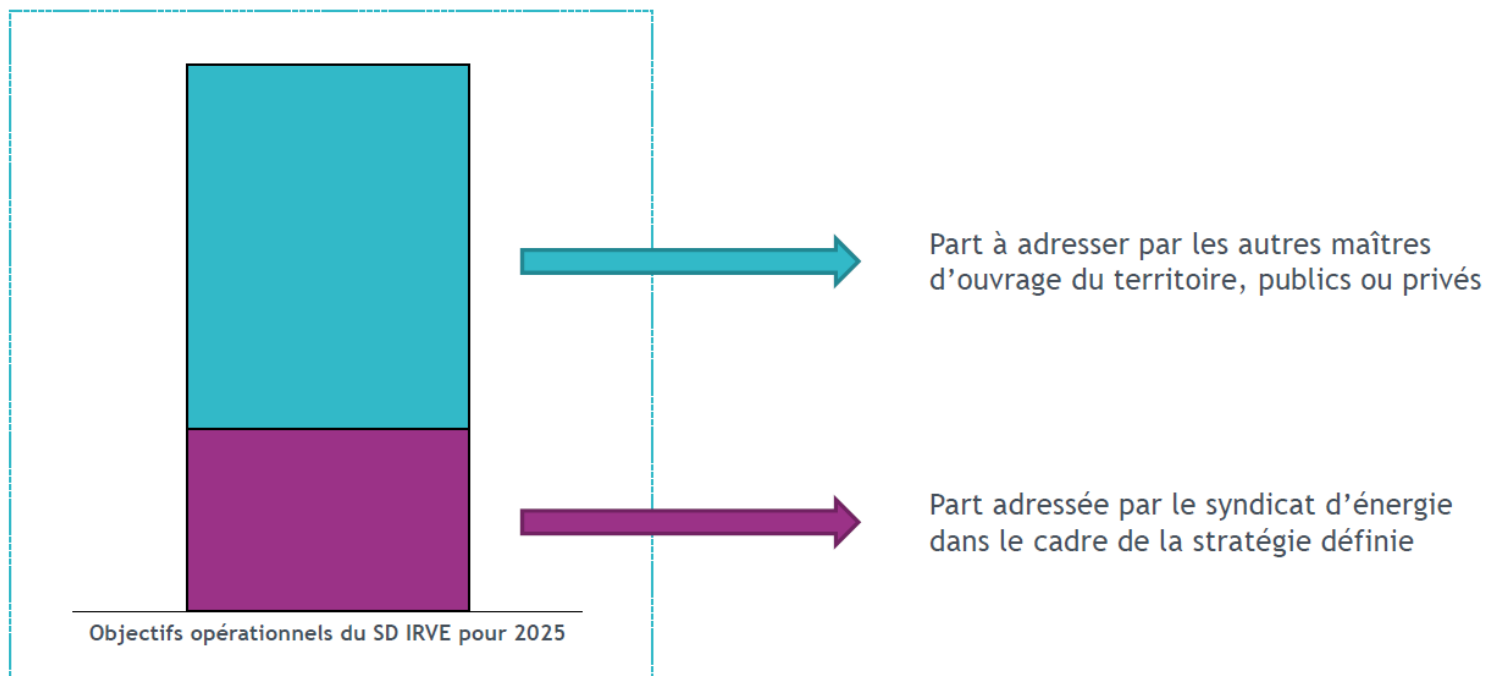 Part à adresser par les autres maîtres
d’ouvrage du territoire, publics ou privés
Part adressée par le syndicat d’énergie
dans le cadre de la stratégie définie
Objectifs opérationnels du SD IRVE pour 2025